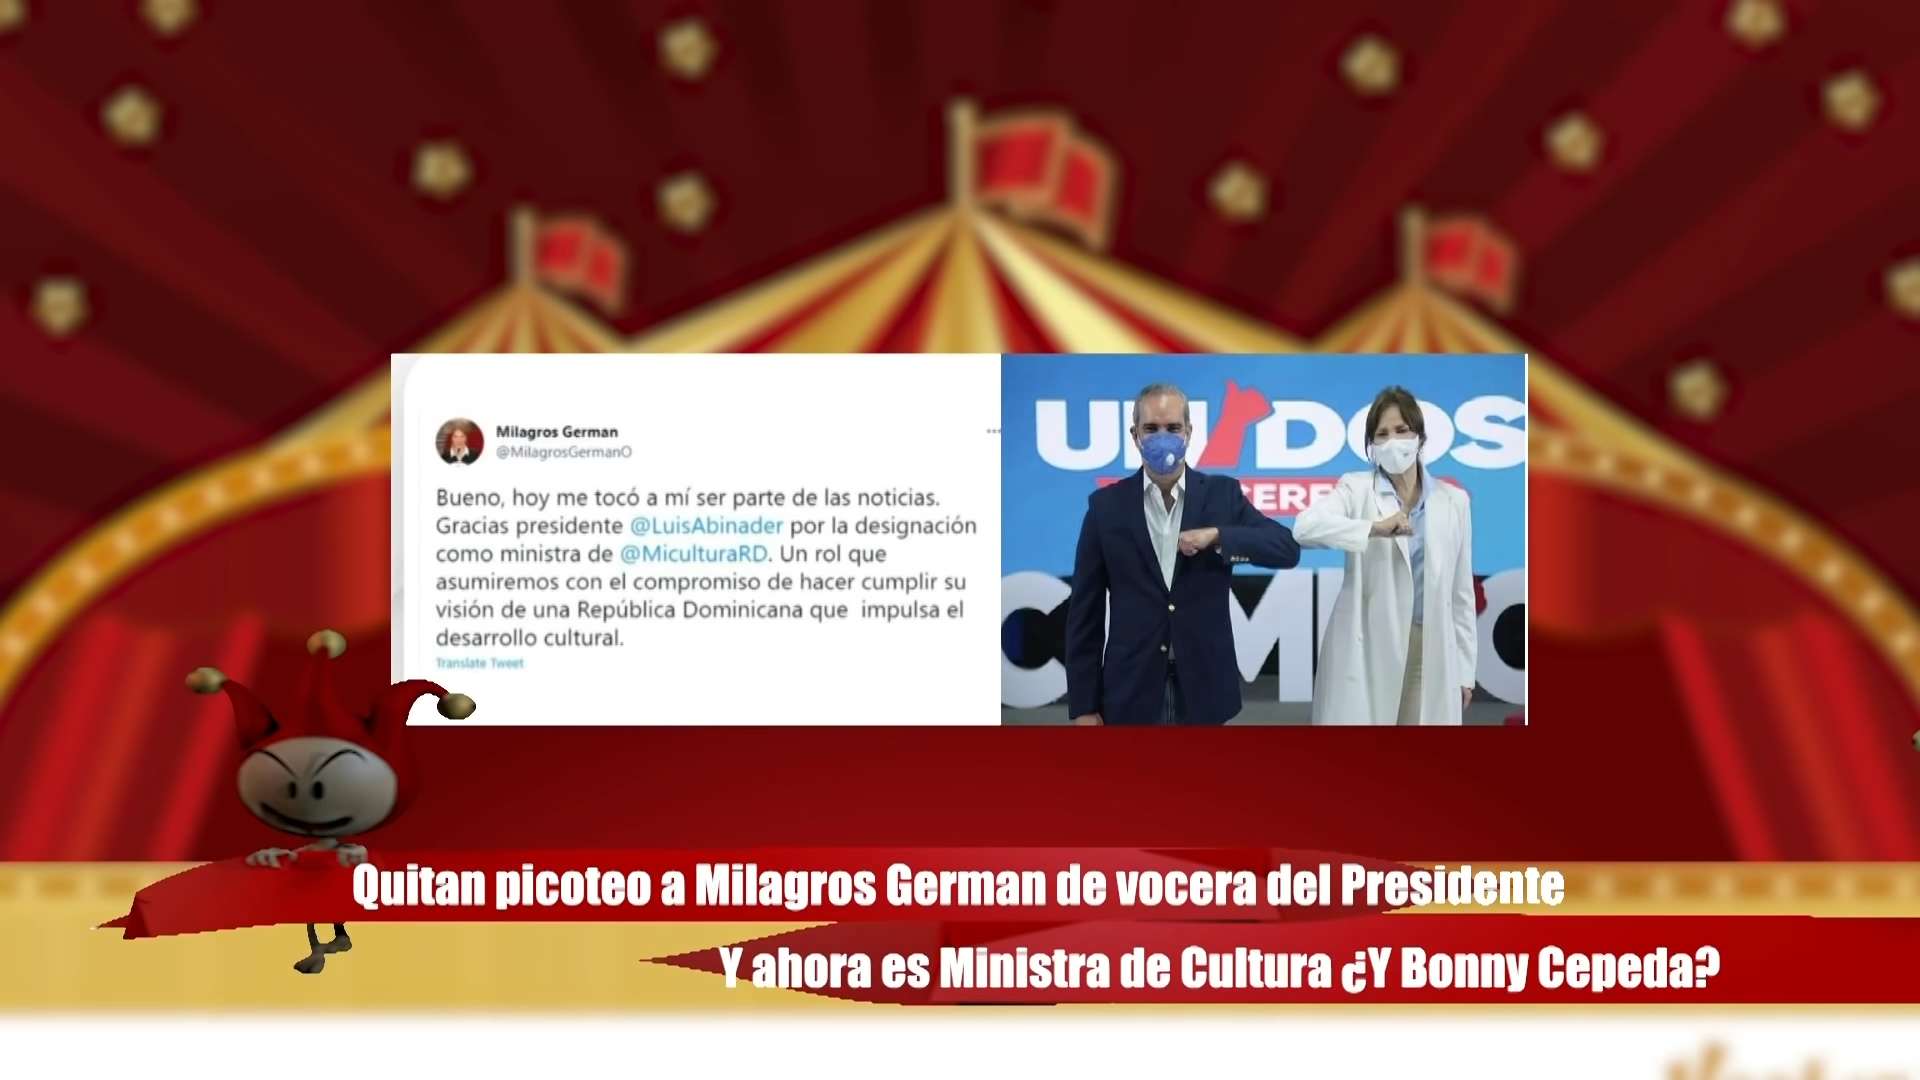 Milagros German
@MilagrosGermanO
Bueno, hoy me tocó a mí ser parte de las noticias.
Gracias presidente @LuisAbinader por la designación
como ministra de @MiculturaRD. Un rol que
asumiremos con el compromiso de hacer cumplir su
visión de una República Dominicana que impulsa el
desarrollo cultural.
Translate Tweet
UNIDOS
Quitan picoteo a Milagros German de vocera del Presidente
Y ahora es Ministra de Cultura ¿Y Bonny Cepeda?